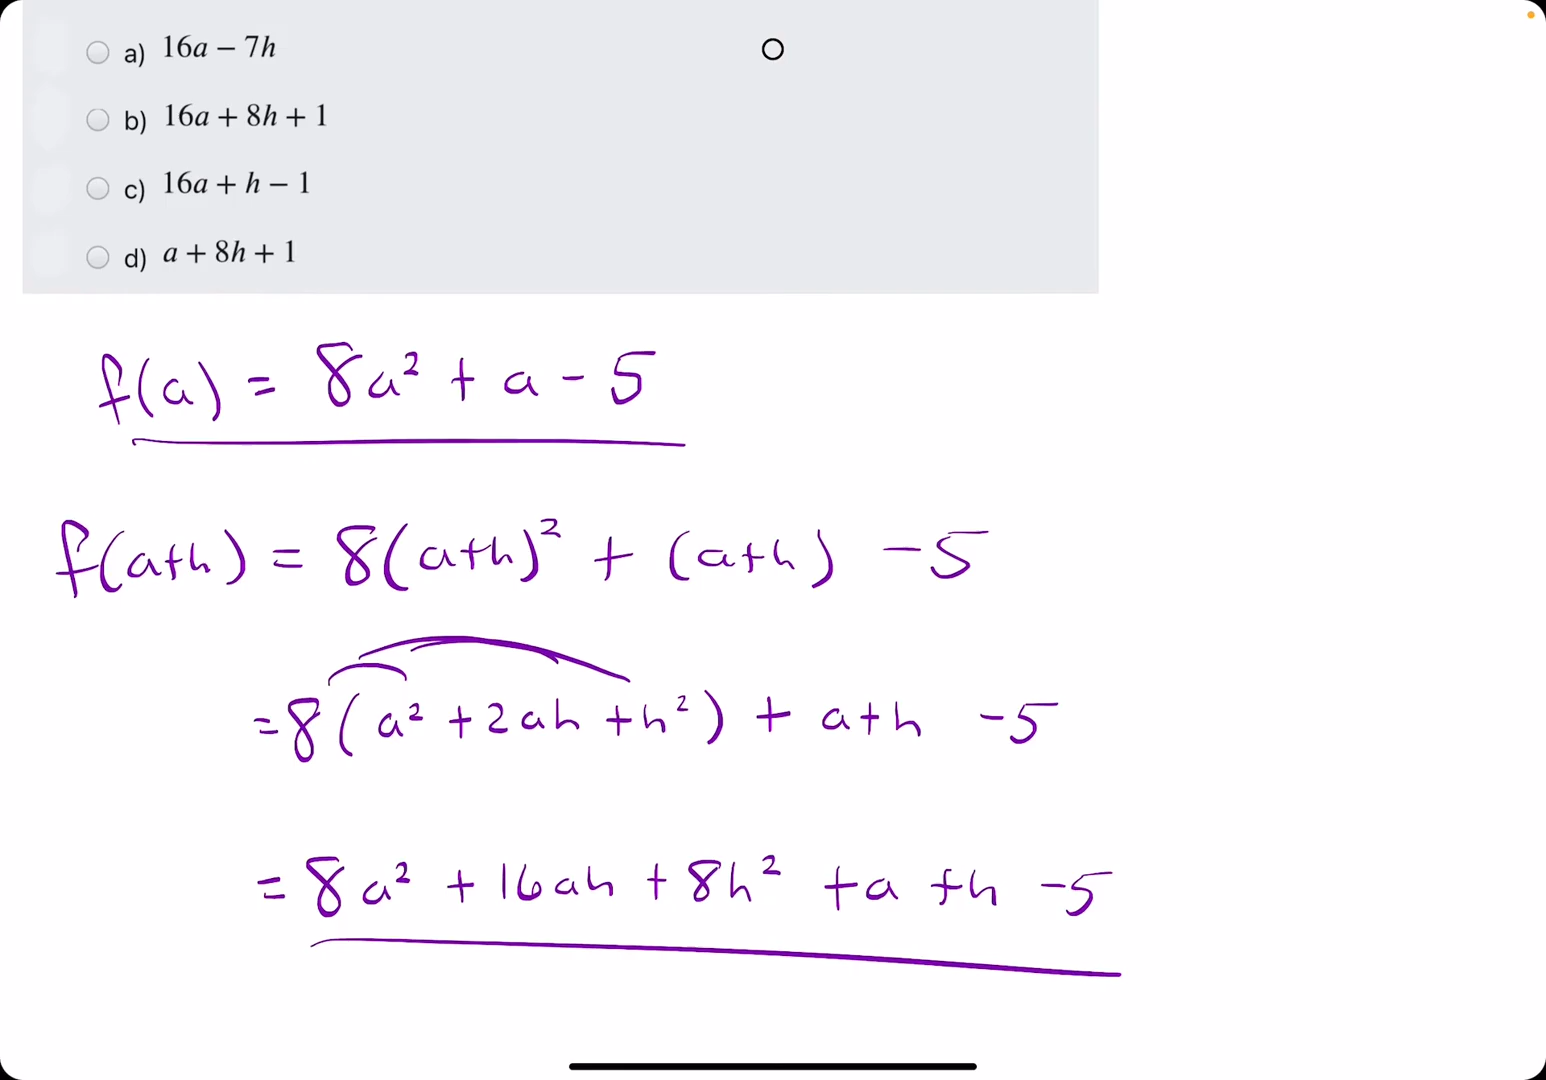 a) 16a − 7h
b) 16a + 8h + 1
c) 16a + h − 1
d) a + 8h + 1
f(a) = 8a² + a - 5
f(a+h) = 8(a+h)² + (a+h) - 5
= 8(a² + 2ah + h²) + a+h - 5
= 8a² + 16ah + 8h² + a + h - 5